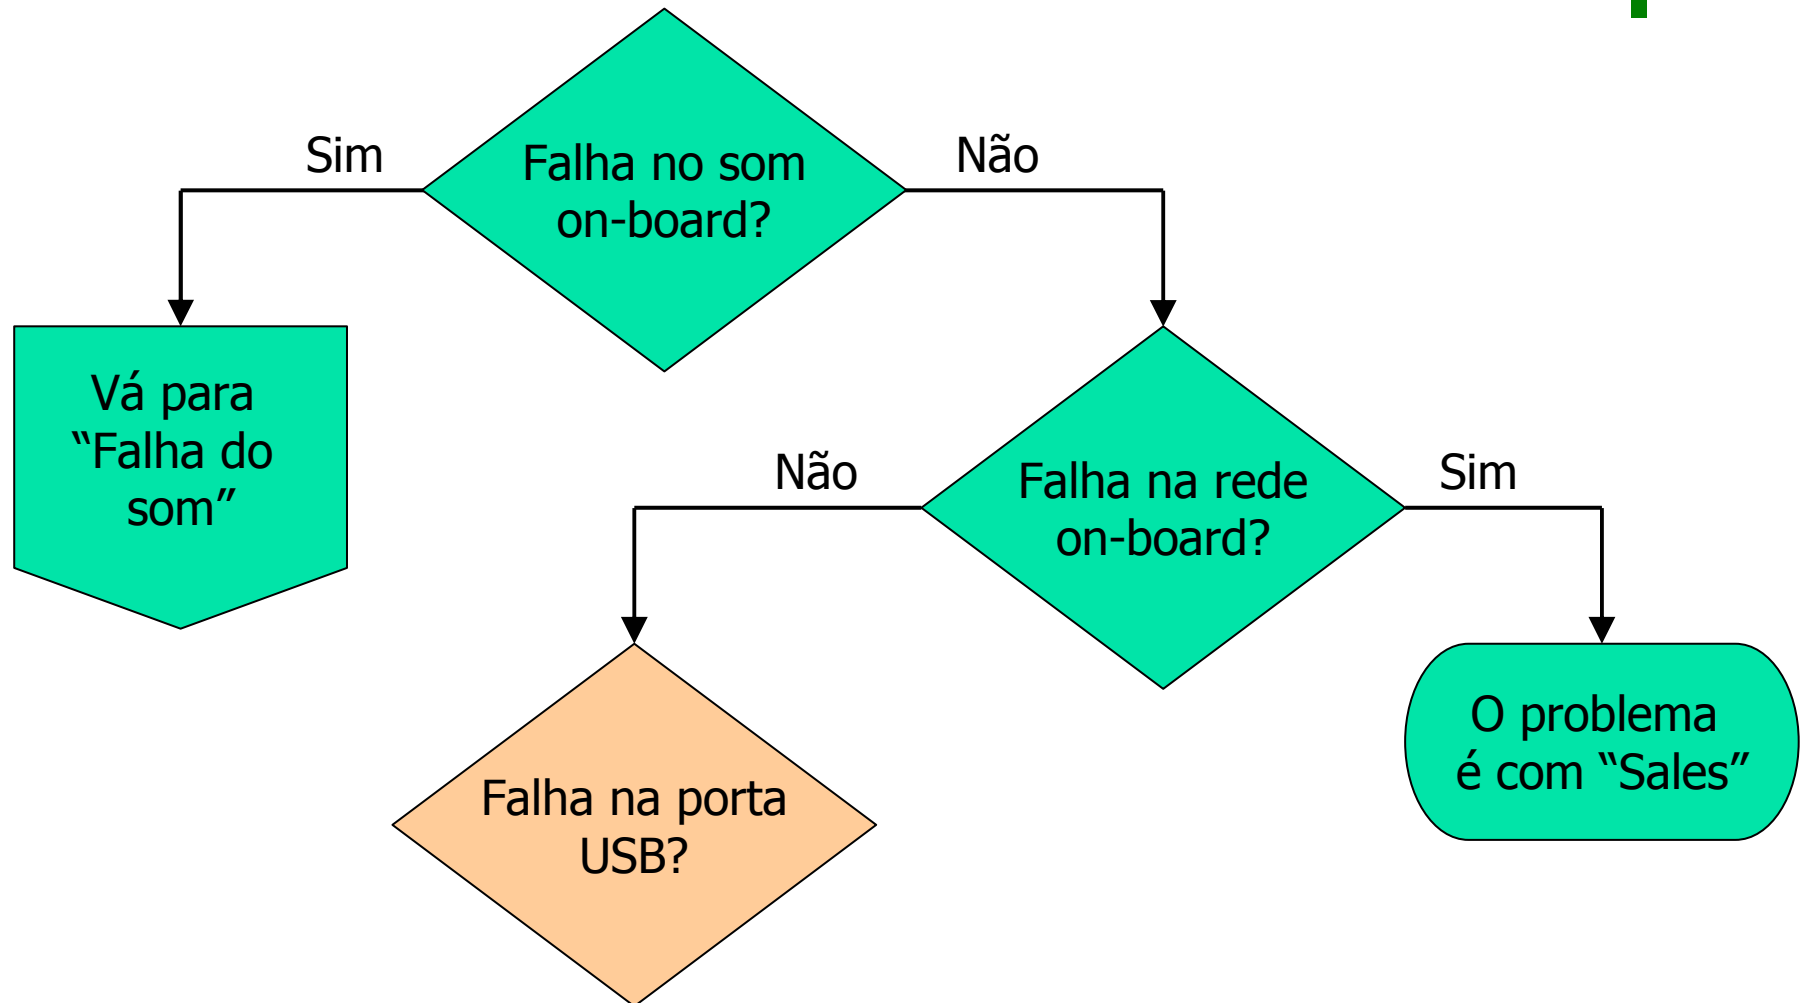 Sim
Falha no som
on-board?
Não
Vá para
“Falha do
som”
Não
Falha na rede
on-board?
Sim
O problema
é com “Sales”
Falha na porta
USB?